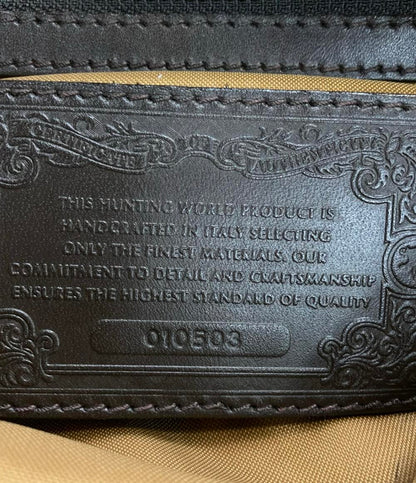 CERTIFICATE OF AUTHENTICITY
THIS HUNTING WORLD PRODUCT IS
HANDCRAFTED IN ITALY SELECTING
ONLY THE FINEST MATERIALS. OUR
COMMITMENT TO DETAIL AND CRAFTSMANSHIP
ENSURES THE HIGHEST STANDARD OF QUALITY
010503